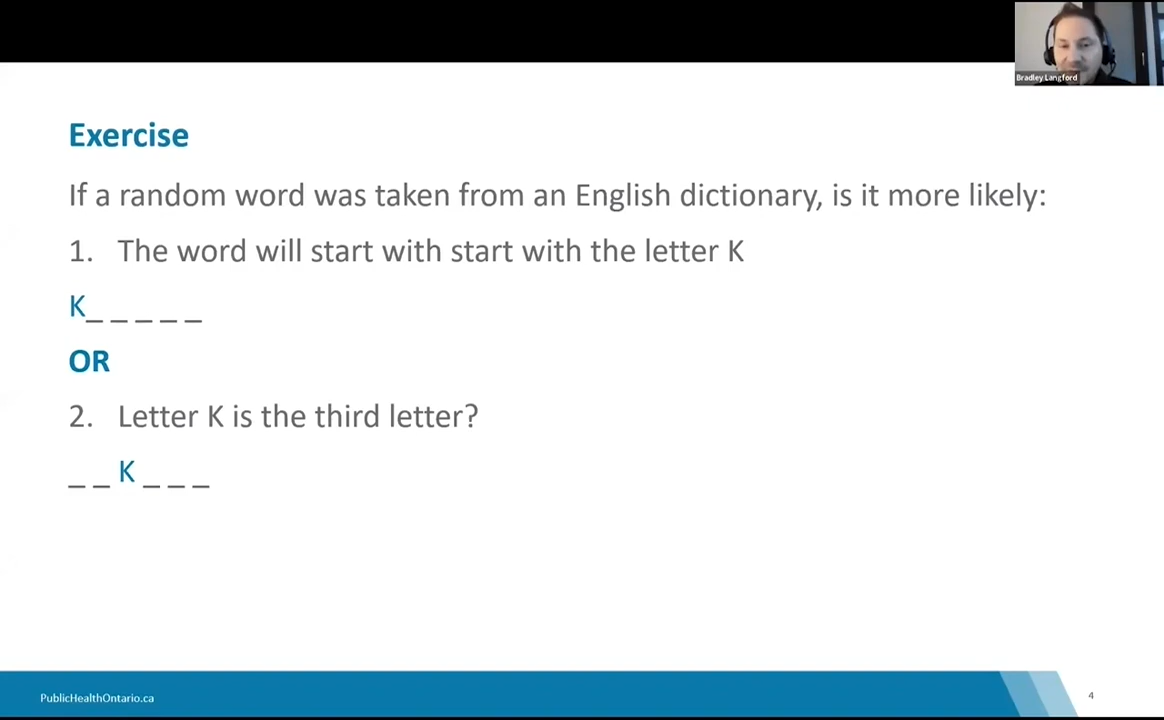 Bradley Langford
Exercise
If a random word was taken from an English dictionary, is it more likely:
1. The word will start with start with the letter K
K_ _ _ _ _
OR
2. Letter K is the third letter?
_ _ K _ _ _
PublicHealthOntario.ca
4